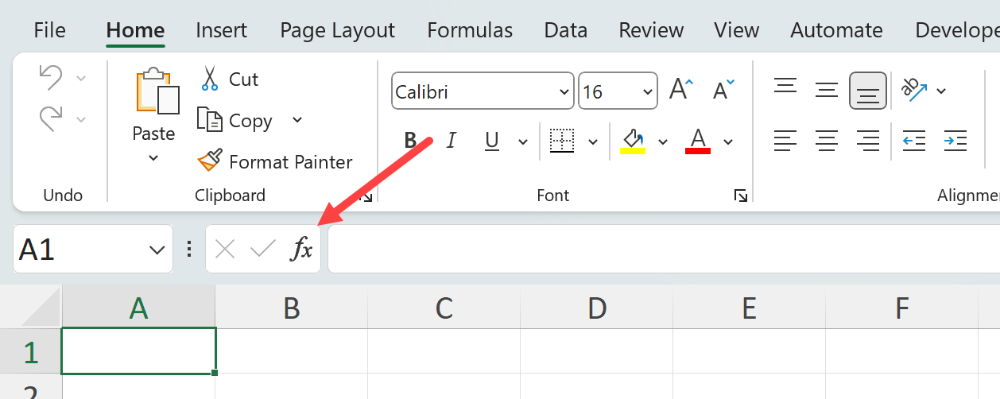 File Home Insert Page Layout Formulas Data Review View Automate Develope
Cut
Calibri 16 A A ab
Copy
Paste
B I U A
Format Painter
Undo Clipboard Font Alignme
A1 fx
A B C D E F
1
2